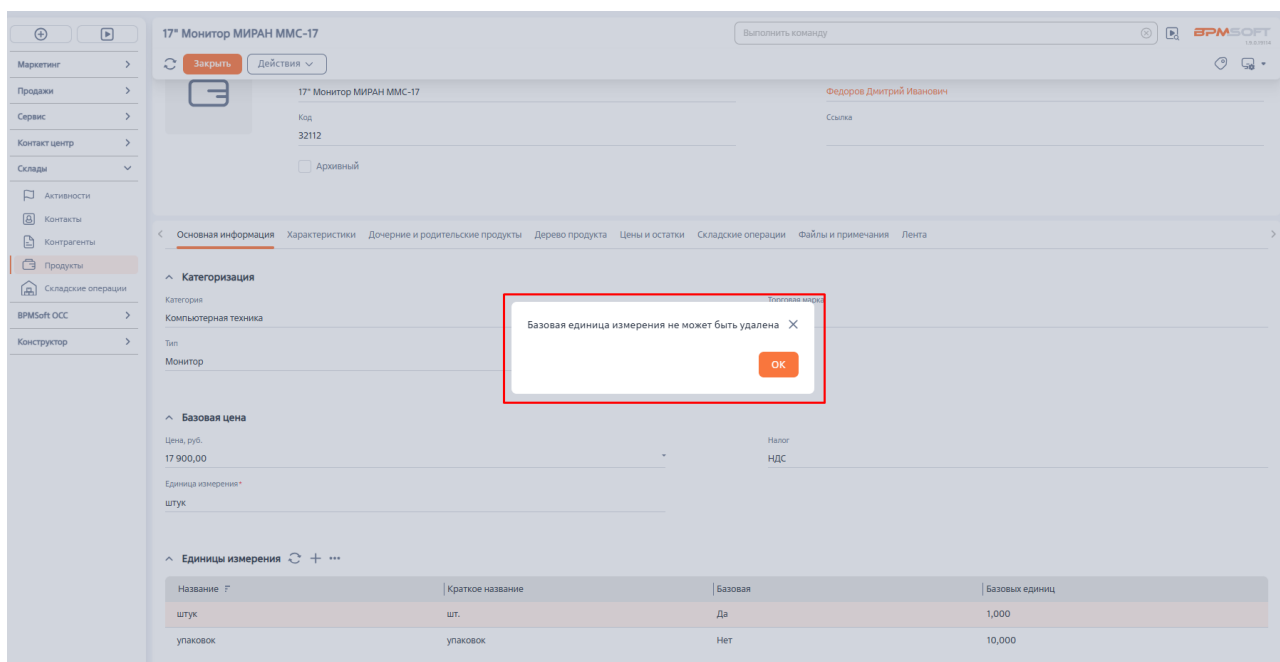 17" Монитор МИРАН ММС-17
Выполнить команду
BPMSOFT
Закрыть
Действия
Маркетинг
Продажи
Сервис
Контакт центр
Склады
Активности
Контакты
Контрагенты
Продукты
Складские операции
BPMSoft OCC
Конструктор
17" Монитор МИРАН ММС-17
Федоров Дмитрий Иванович
Код
Ссылка
32112
Архивный
Основная информация Характеристики Дочерние и родительские продукты Дерево продукта Цены и остатки Складские операции Файлы и примечания Лента
Категоризация
Категория
Торговая марка
Компьютерная техника
Тип
Монитор
Базовая единица измерения не может быть удалена
ОК
Базовая цена
Цена, руб.
Налог
17 900,00
НДС
Единица измерения*
штук
Единицы измерения
Название Краткое название Базовая Базовых единиц
штук шт. Да 1,000
упаковок упаковок Нет 10,000